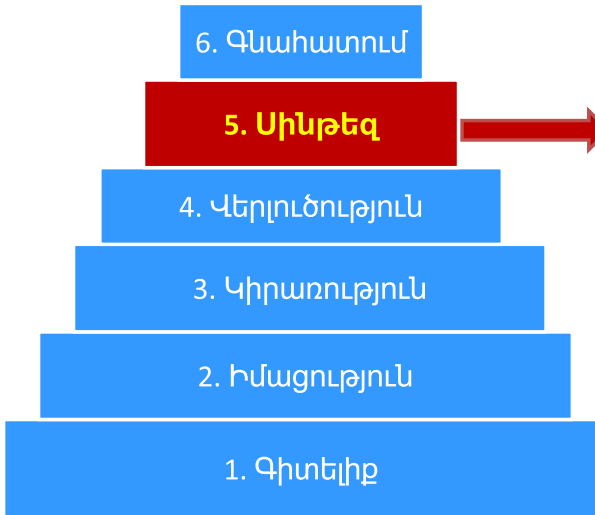 6. Գնահատում
5. Սինթեզ
4. Վերլուծություն
3. Կիրառություն
2. Իմացություն
1. Գիտելիք